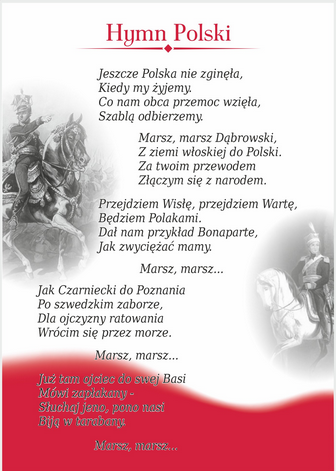 Hymn Polski
Jeszcze Polska nie zginęła,
Kiedy my żyjemy.
Co nam obca przemoc wzięła,
Szablą odbierzemy.
Marsz, marsz Dąbrowski,
Z ziemi włoskiej do Polski.
Za twoim przewodem
Złączym się z narodem.
Przejdziem Wisłę, przejdziem Wartę,
Będziem Polakami.
Dał nam przykład Bonaparte,
Jak zwyciężać mamy.
Marsz, marsz...
Jak Czarniecki do Poznania
Po szwedzkim zaborze,
Dla ojczyzny ratowania
Wrócim się przez morze.
Marsz, marsz...
Już tam ojciec do swej Basi
Mówi zapłakany -
Słuchaj jeno, pono nasi
Biją w tarabany.
Marsz, marsz...